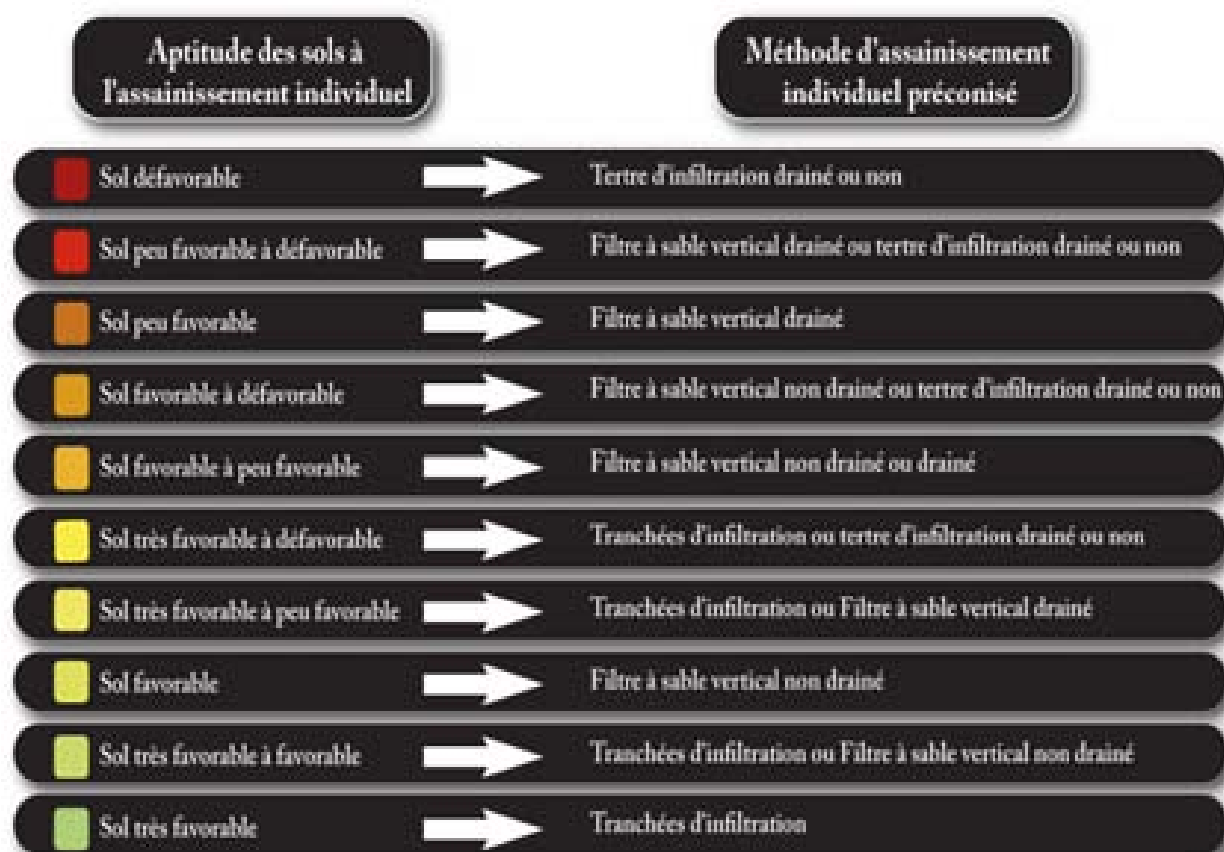 Aptitude des sols à
l'assainissement individuel
Méthode d'assainissement
individuel préconisé
Sol défavorable
Tertre d'infiltration drainé ou non
Sol peu favorable à défavorable
Filtre à sable vertical drainé ou tertre d'infiltration drainé ou non
Sol peu favorable
Filtre à sable vertical drainé
Sol favorable à défavorable
Filtre à sable vertical non drainé ou tertre d'infiltration drainé ou non
Sol favorable à peu favorable
Filtre à sable vertical non drainé ou drainé
Sol très favorable à défavorable
Tranchées d'infiltration ou tertre d'infiltration drainé ou non
Sol très favorable à peu favorable
Tranchées d'infiltration ou Filtre à sable vertical drainé
Sol favorable
Filtre à sable vertical non drainé
Sol très favorable à favorable
Tranchées d'infiltration ou Filtre à sable vertical non drainé
Sol très favorable
Tranchées d'infiltration